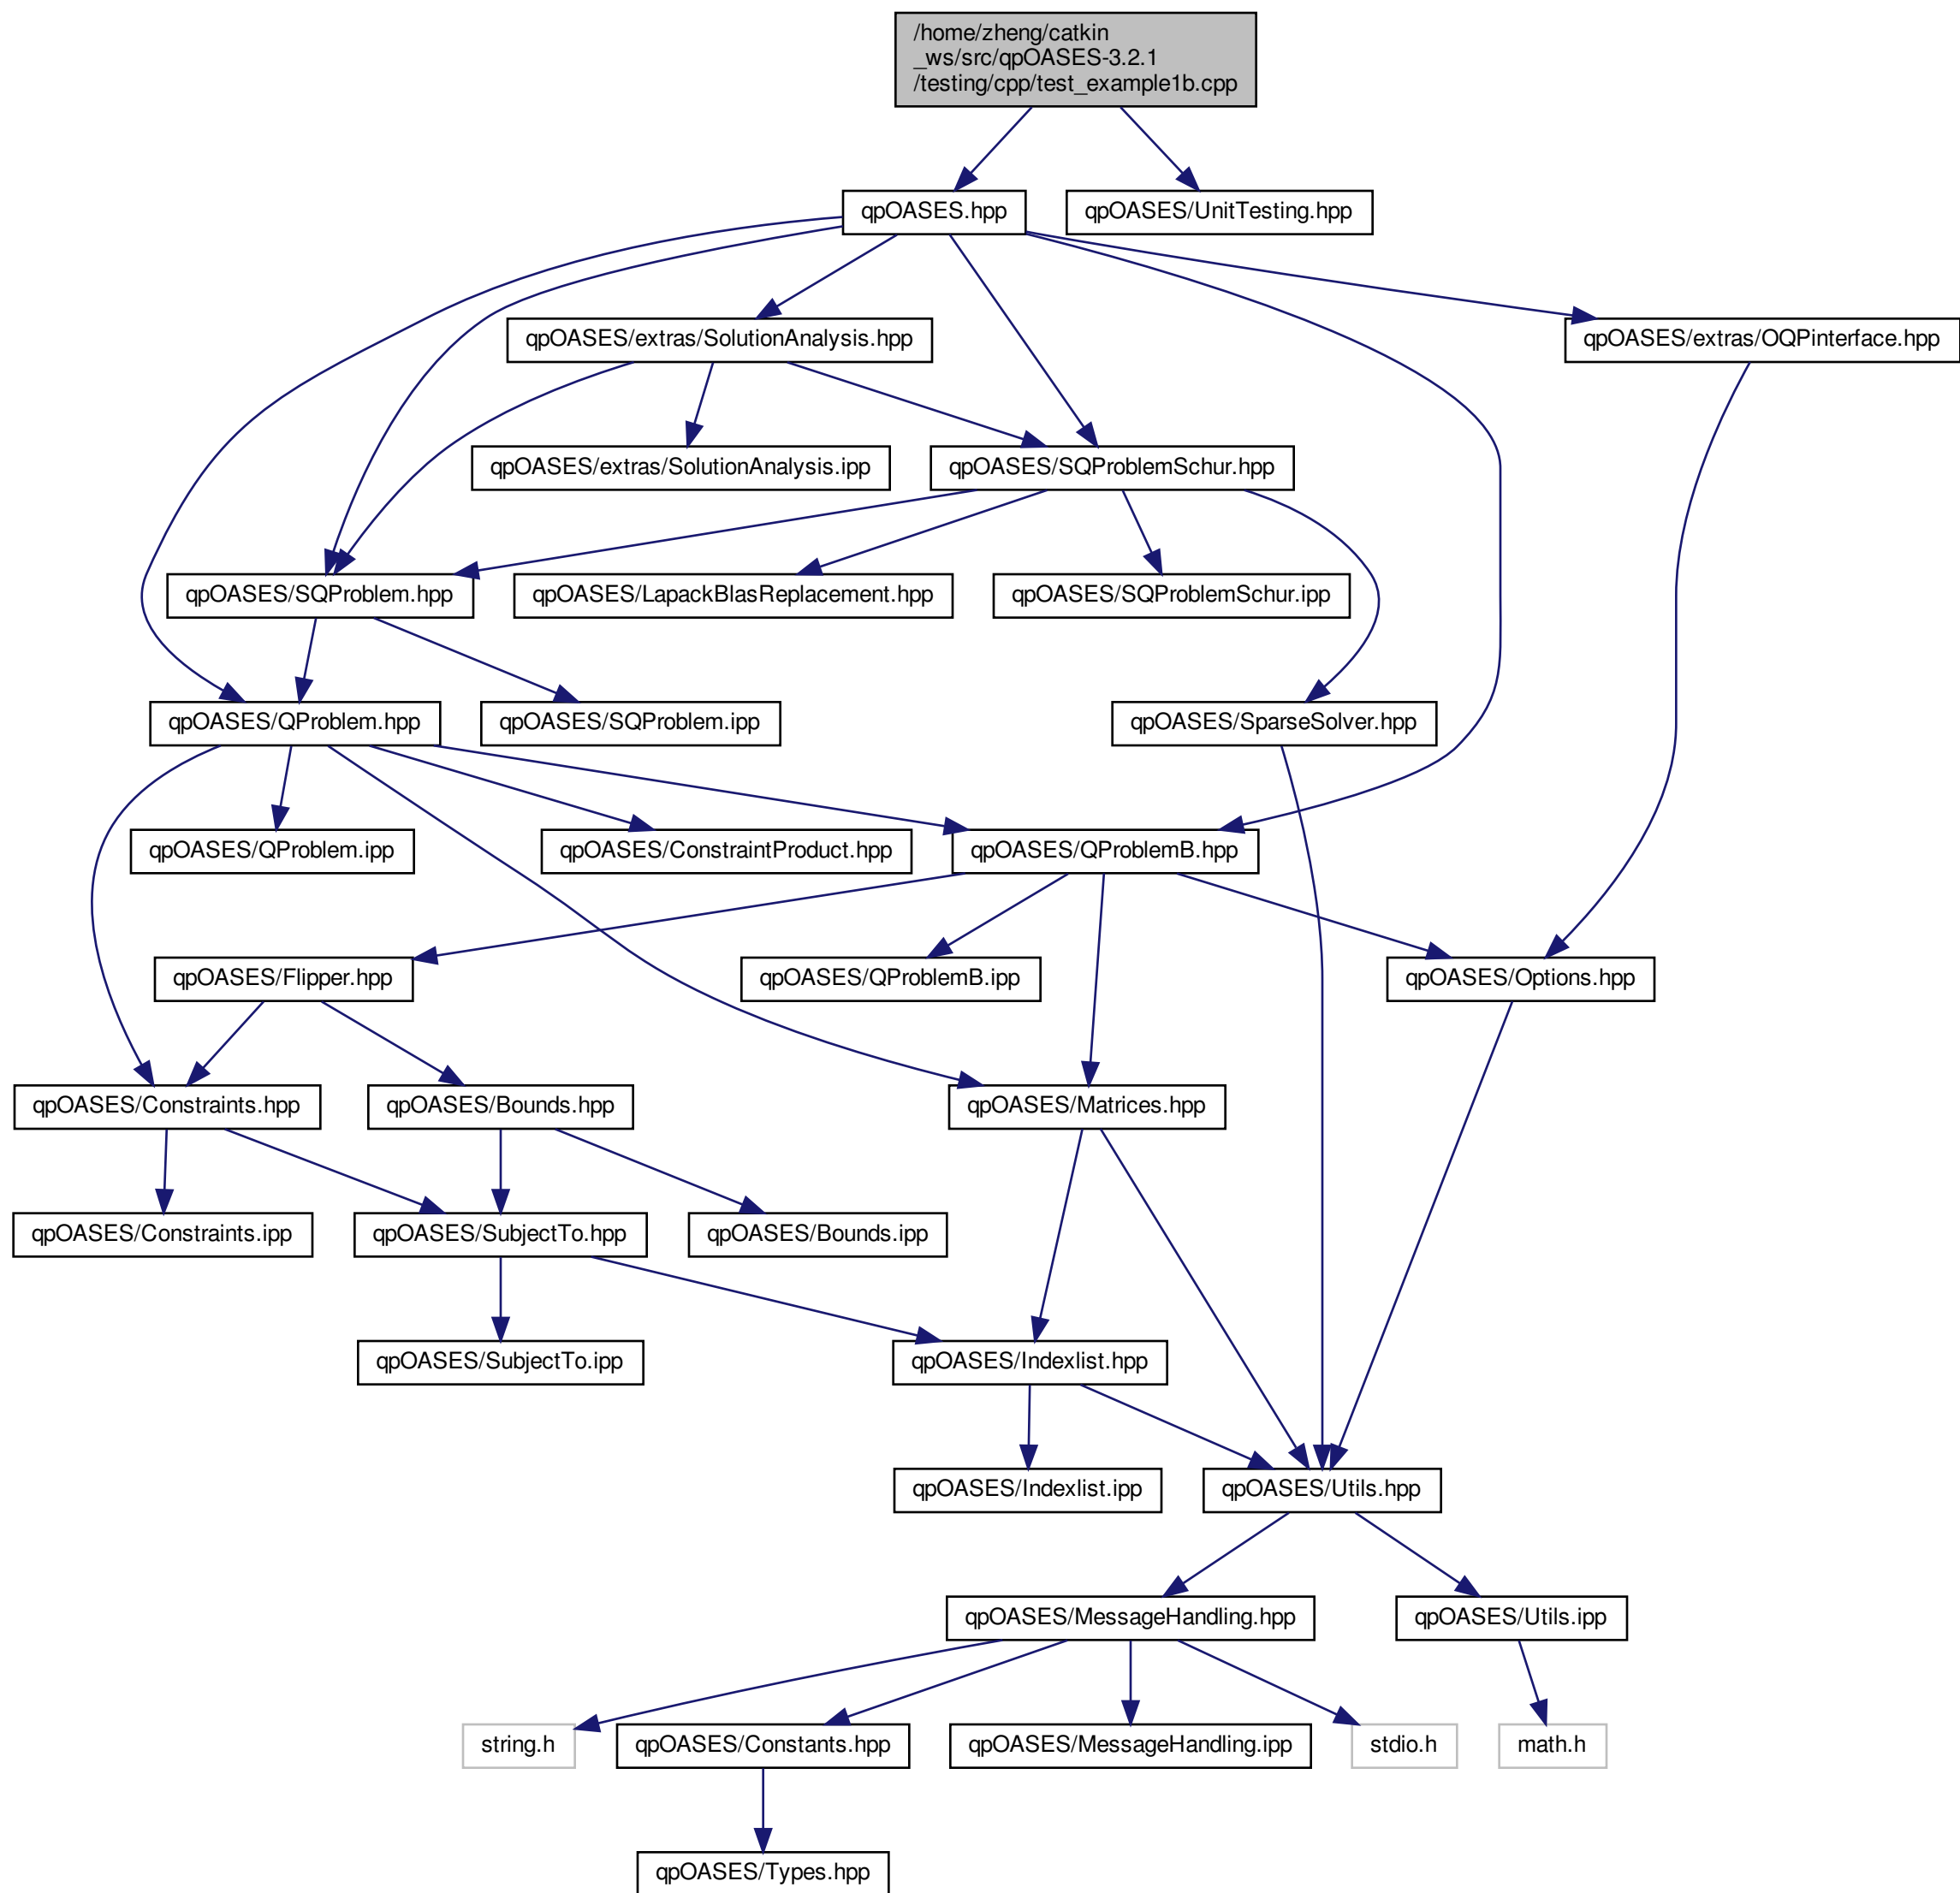 /home/zheng/catkin
_ws/src/qpOASES-3.2.1
/testing/cpp/test_example1b.cpp
qpOASES.hpp
qpOASES/UnitTesting.hpp
qpOASES/extras/SolutionAnalysis.hpp
qpOASES/extras/OQPinterface.hpp
qpOASES/extras/SolutionAnalysis.ipp
qpOASES/SQProblemSchur.hpp
qpOASES/SQProblem.hpp
qpOASES/LapackBlasReplacement.hpp
qpOASES/SQProblemSchur.ipp
qpOASES/QProblem.hpp
qpOASES/SQProblem.ipp
qpOASES/SparseSolver.hpp
qpOASES/QProblem.ipp
qpOASES/ConstraintProduct.hpp
qpOASES/QProblemB.hpp
qpOASES/Flipper.hpp
qpOASES/QProblemB.ipp
qpOASES/Options.hpp
qpOASES/Constraints.hpp
qpOASES/Bounds.hpp
qpOASES/Matrices.hpp
qpOASES/Constraints.ipp
qpOASES/SubjectTo.hpp
qpOASES/Bounds.ipp
qpOASES/SubjectTo.ipp
qpOASES/Indexlist.hpp
qpOASES/Indexlist.ipp
qpOASES/Utils.hpp
qpOASES/MessageHandling.hpp
qpOASES/Utils.ipp
string.h
qpOASES/Constants.hpp
qpOASES/MessageHandling.ipp
stdio.h
math.h
qpOASES/Types.hpp